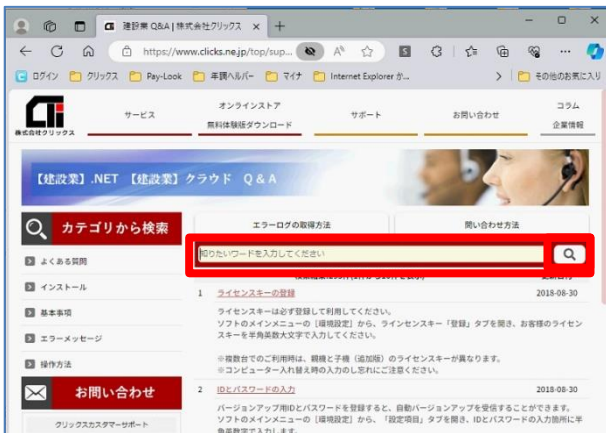 建設業 Q&A | 株式会社クリックス
https://www.clicks.ne.jp/top/sup...
ログイン クリックス Pay-Look 年調ヘルパー マイナ Internet Explorer か... その他のお気に入り
株式会社クリックス
サービス
オンラインストア
無料体験版ダウンロード
サポート
お問い合わせ
コラム
企業情報
【建設業】.NET 【建設業】クラウド Q&A
カテゴリから検索
よくある質問
インストール
基本事項
エラーメッセージ
操作方法
お問い合わせ
クリックスカスタマーサポート
エラーログの取得方法
問い合わせ方法
知りたいワードを入力してください
1 ライセンスキーの登録 2018-08-30
ライセンスキーは必ず登録して利用してください。
ソフトのメインメニューの［環境設定］から、ラインセンスキー「登録」タブを開き、お客様のライセン
スキーを半角英数大文字で入力してください。
※複数台でのご利用時は、親機と子機（追加版）のライセンスキーが異なります。
※コンピューター入れ替え時の入力のし忘れにご注意ください。
2 IDとパスワードの入力 2018-08-30
バージョンアップ用IDとパスワードを登録すると、自動バージョンアップを受信することができます。
ソフトのメインメニューの［環境設定］から、「設定項目」タブを開き、IDとパスワードの入力箇所に半
角英数字で入力します。